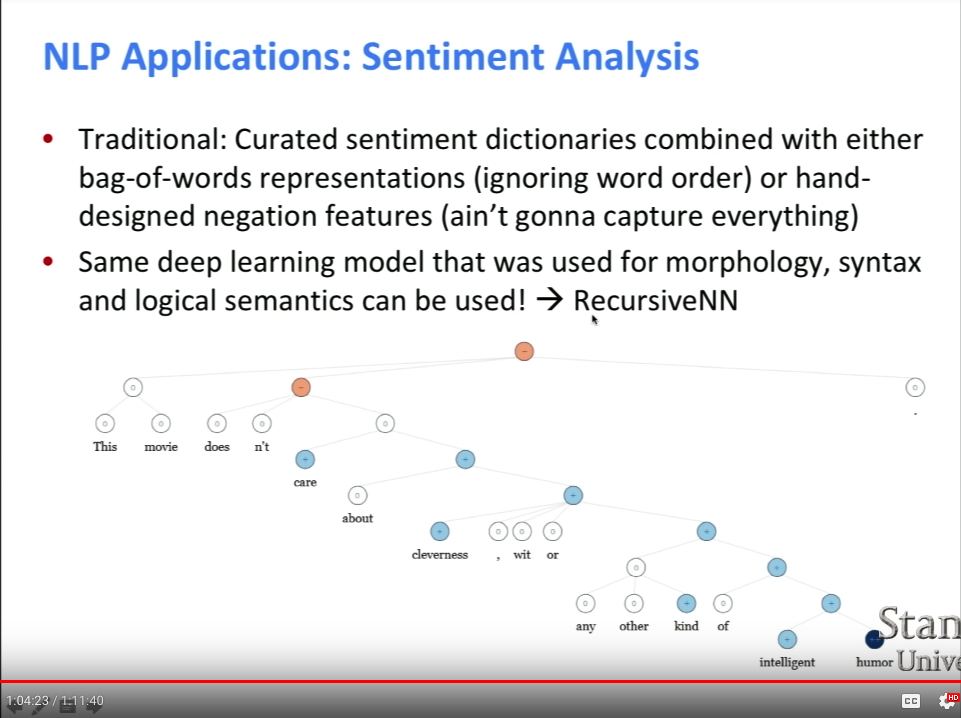 NLP Applications: Sentiment Analysis
• Traditional: Curated sentiment dictionaries combined with either
bag-of-words representations (ignoring word order) or hand-
designed negation features (ain't gonna capture everything)
• Same deep learning model that was used for morphology, syntax
and logical semantics can be used! → RecursiveNN
−
0 − 0
0 0 0 0 0 .
This movie does n't
+ +
care
0 +
about
+ 0 0 0 +
cleverness , wit or
0 +
0 0 + 0 +
any other kind of
+
intelligent humor
Stan
Unive
1:04:23 / 1:11:40 CC HD